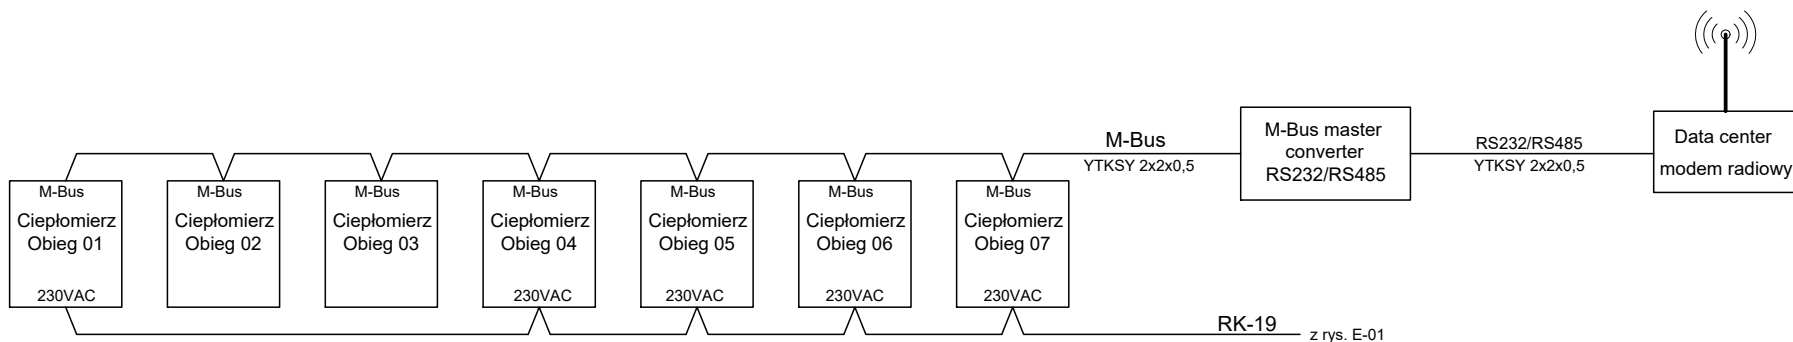 M-Bus
Ciepłomierz
Obieg 01
230VAC
M-Bus
Ciepłomierz
Obieg 02
M-Bus
Ciepłomierz
Obieg 03
M-Bus
Ciepłomierz
Obieg 04
230VAC
M-Bus
Ciepłomierz
Obieg 05
230VAC
M-Bus
Ciepłomierz
Obieg 06
230VAC
M-Bus
Ciepłomierz
Obieg 07
230VAC
M-Bus
YTKSY 2x2x0,5
M-Bus master
converter
RS232/RS485
RS232/RS485
YTKSY 2x2x0,5
Data center
modem radiowy
RK-19
z rys. E-01